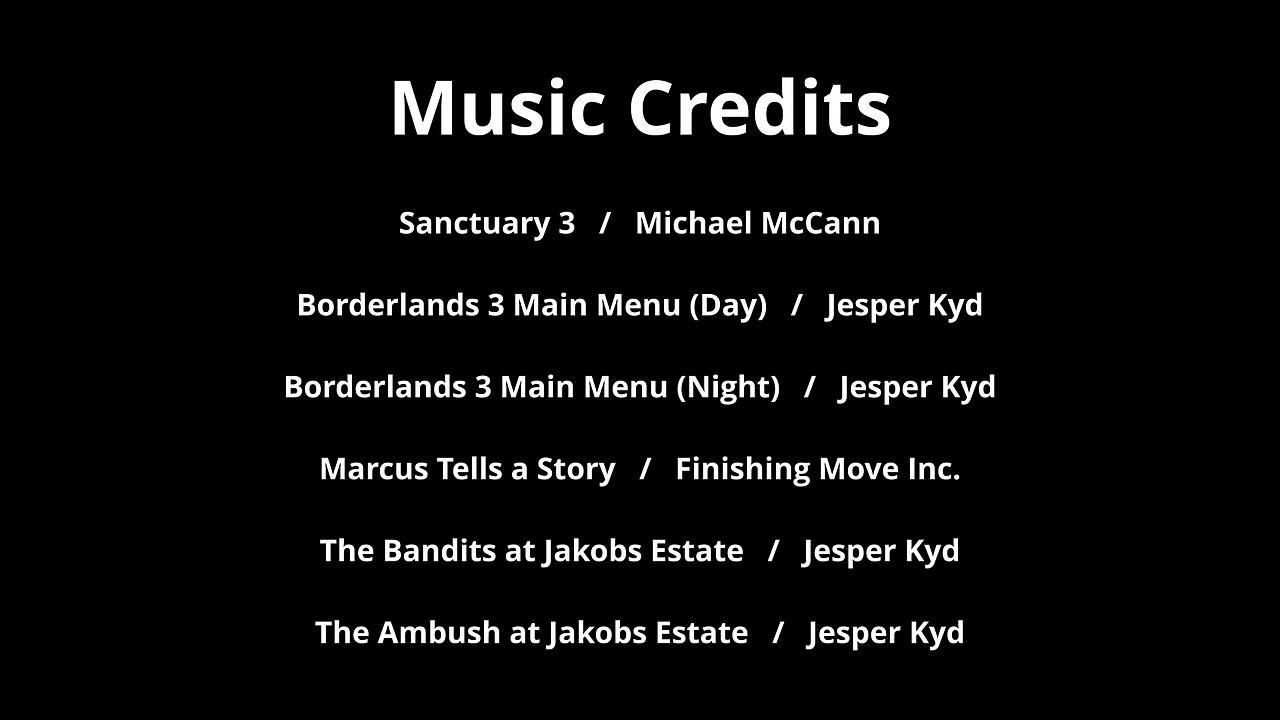 Music Credits
Sanctuary 3 / Michael McCann
Borderlands 3 Main Menu (Day) / Jesper Kyd
Borderlands 3 Main Menu (Night) / Jesper Kyd
Marcus Tells a Story / Finishing Move Inc.
The Bandits at Jakobs Estate / Jesper Kyd
The Ambush at Jakobs Estate / Jesper Kyd